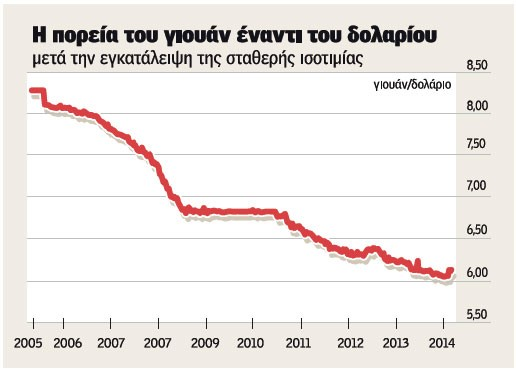 Η πορεία του γιουάν έναντι του δολαρίου
μετά την εγκατάλειψη της σταθερής ισοτιμίας
γιουάν/δολάριο
8,50
8,00
7,50
7,00
6,50
6,00
5,50
2005 2006 2007 2007 2009 2010 2011 2012 2013 2014